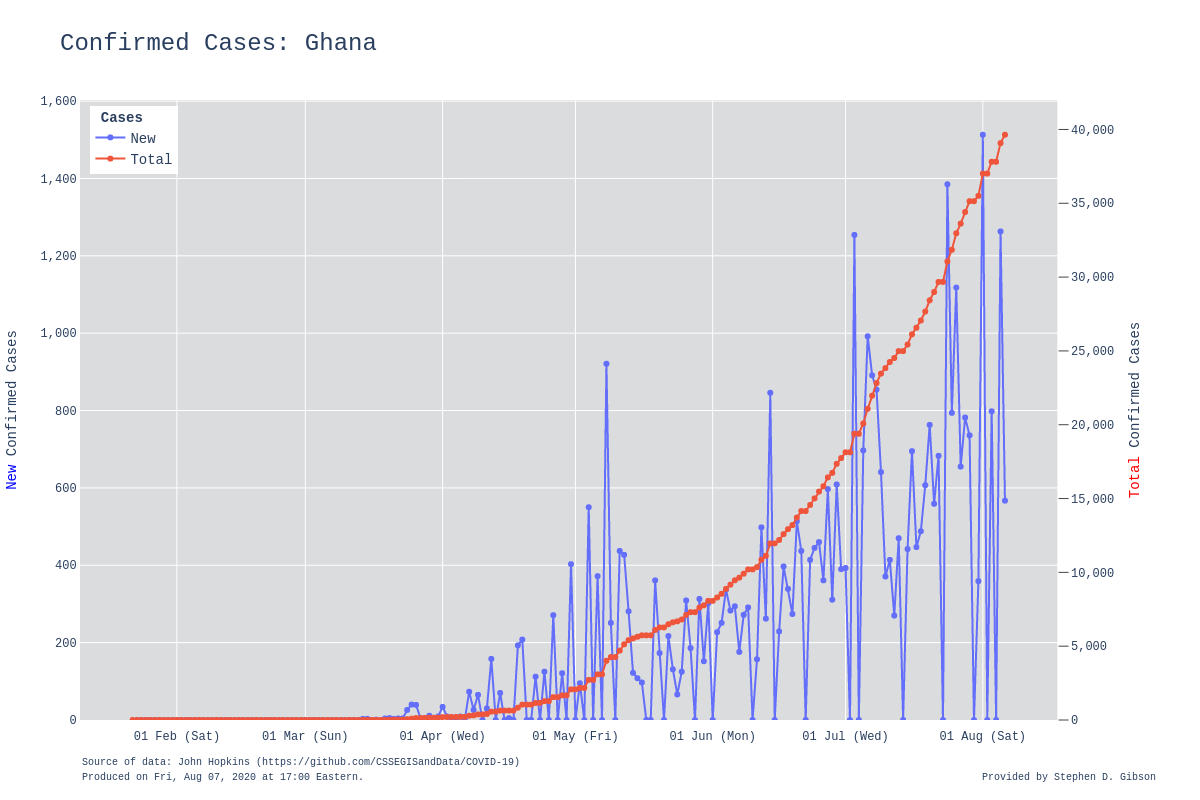 Confirmed Cases: Ghana
Cases
New
Total
1,600
1,400
1,200
1,000
800
600
400
200
0
New Confirmed Cases
40,000
35,000
30,000
25,000
20,000
15,000
10,000
5,000
0
Total Confirmed Cases
01 Feb (Sat) 01 Mar (Sun) 01 Apr (Wed) 01 May (Fri) 01 Jun (Mon) 01 Jul (Wed) 01 Aug (Sat)
Source of data: John Hopkins (https://github.com/CSSEGISandData/COVID-19)
Produced on Fri, Aug 07, 2020 at 17:00 Eastern.
Provided by Stephen D. Gibson